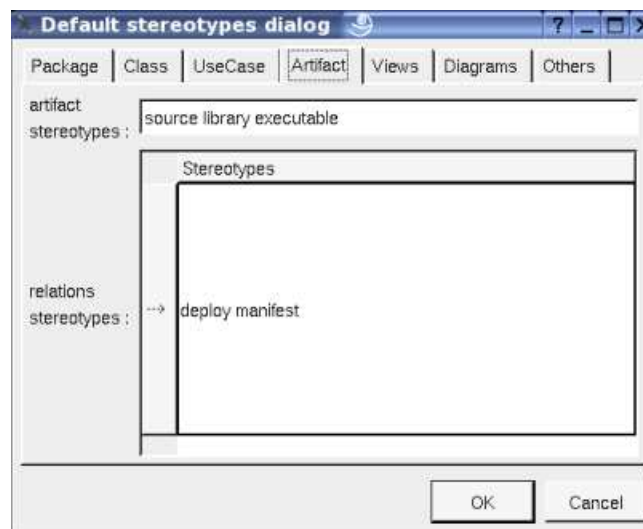 Default stereotypes dialog
Package Class UseCase Artifact Views Diagrams Others
artifact
stereotypes :
source library executable
Stereotypes
relations
stereotypes :
deploy manifest
OK Cancel